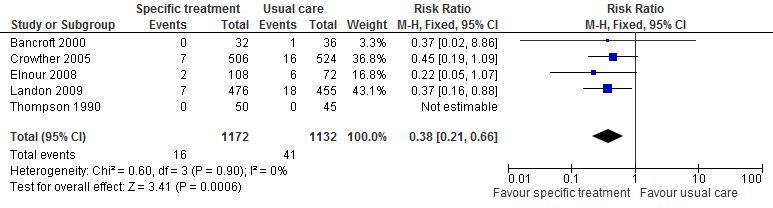 Specific treatment Usual care Risk Ratio Risk Ratio
Study or Subgroup Events Total Events Total Weight M-H, Fixed, 95% CI M-H, Fixed, 95% CI
Bancroft 2000 0 32 1 36 3.3% 0.37 [0.02, 8.86]
Crowther 2005 7 506 16 524 36.8% 0.45 [0.19, 1.09]
Elnour 2008 2 108 6 72 16.8% 0.22 [0.05, 1.07]
Landon 2009 7 476 18 455 43.1% 0.37 [0.16, 0.88]
Thompson 1990 0 50 0 45 Not estimable
Total (95% CI) 1172 1132 100.0% 0.38 [0.21, 0.66]
Total events 16 41
Heterogeneity: Chi² = 0.60, df = 3 (P = 0.90); I² = 0%
Test for overall effect: Z = 3.41 (P = 0.0006)
0.01 0.1 1 10 100
Favour specific treatment Favour usual care